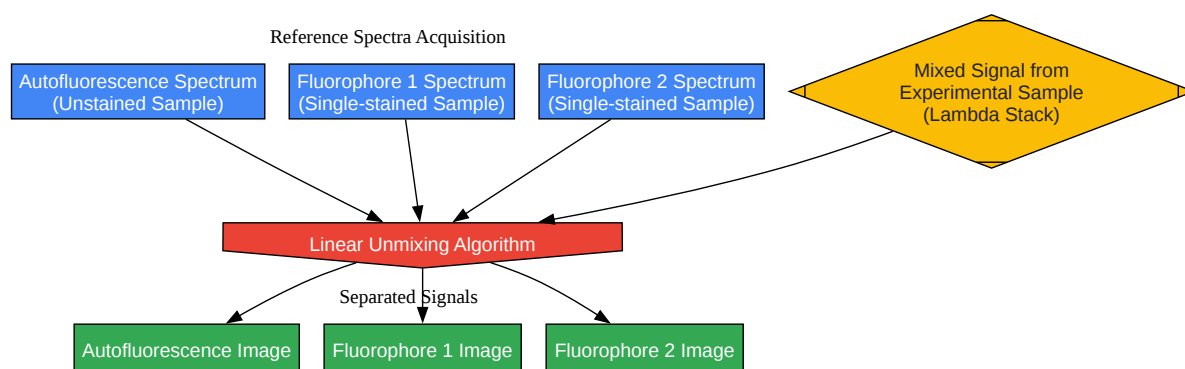 Reference Spectra Acquisition
Autofluorescence Spectrum
(Unstained Sample)
Fluorophore 1 Spectrum
(Single-stained Sample)
Fluorophore 2 Spectrum
(Single-stained Sample)
Mixed Signal from
Experimental Sample
(Lambda Stack)
Linear Unmixing Algorithm
Separated Signals
Autofluorescence Image
Fluorophore 1 Image
Fluorophore 2 Image